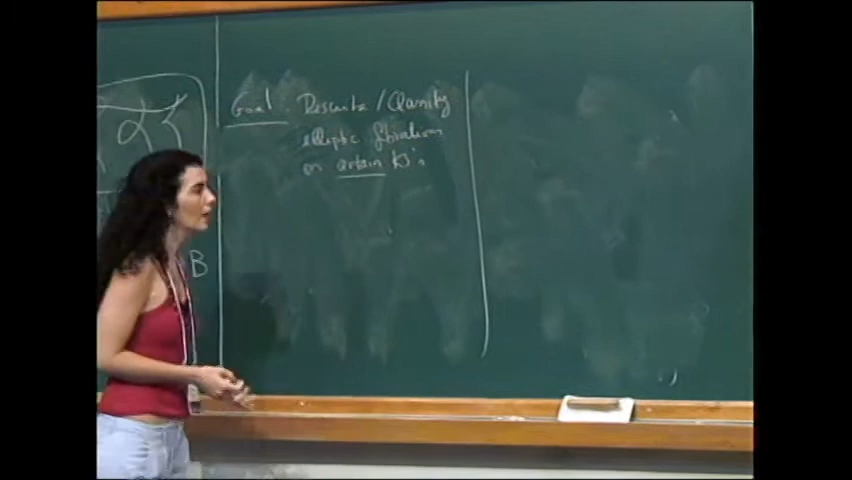 Goal: Describe / Classify
elliptic fibrations
on certain K3's
B